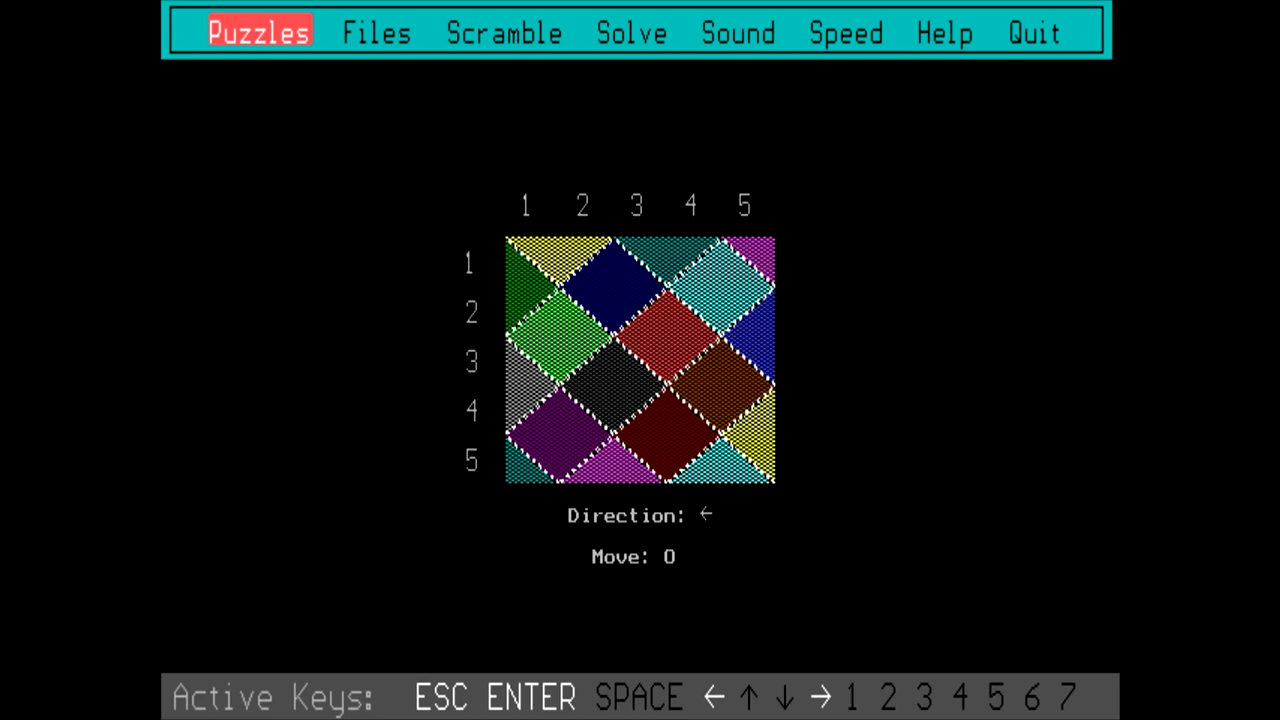 Puzzles Files Scramble Solve Sound Speed Help Quit
1 2 3 4 5
1
2
3
4
5
Direction: ←
Move: 0
Active Keys: ESC ENTER SPACE ← ↑ ↓ → 1 2 3 4 5 6 7